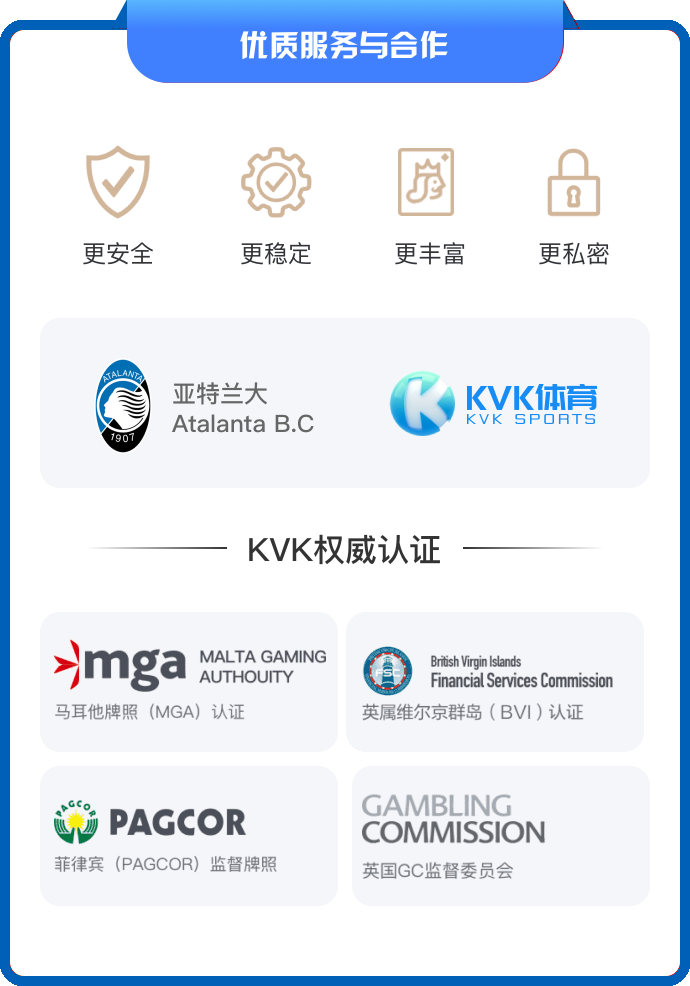 优质服务与合作
更安全
更稳定
更丰富
更私密
ATALANTA
1907
亚特兰大
Atalanta B.C
KVK体育
KVK SPORTS
KVK权威认证
mga
MALTA GAMING
AUTHOUITY
马耳他牌照（MGA）认证
FSC
British Virgin Islands
Financial Services Commission
英属维尔京群岛（BVI）认证
PAGCOR
PAGCOR
菲律宾（PAGCOR）监督牌照
GAMBLING
COMMISSION
英国GC监督委员会